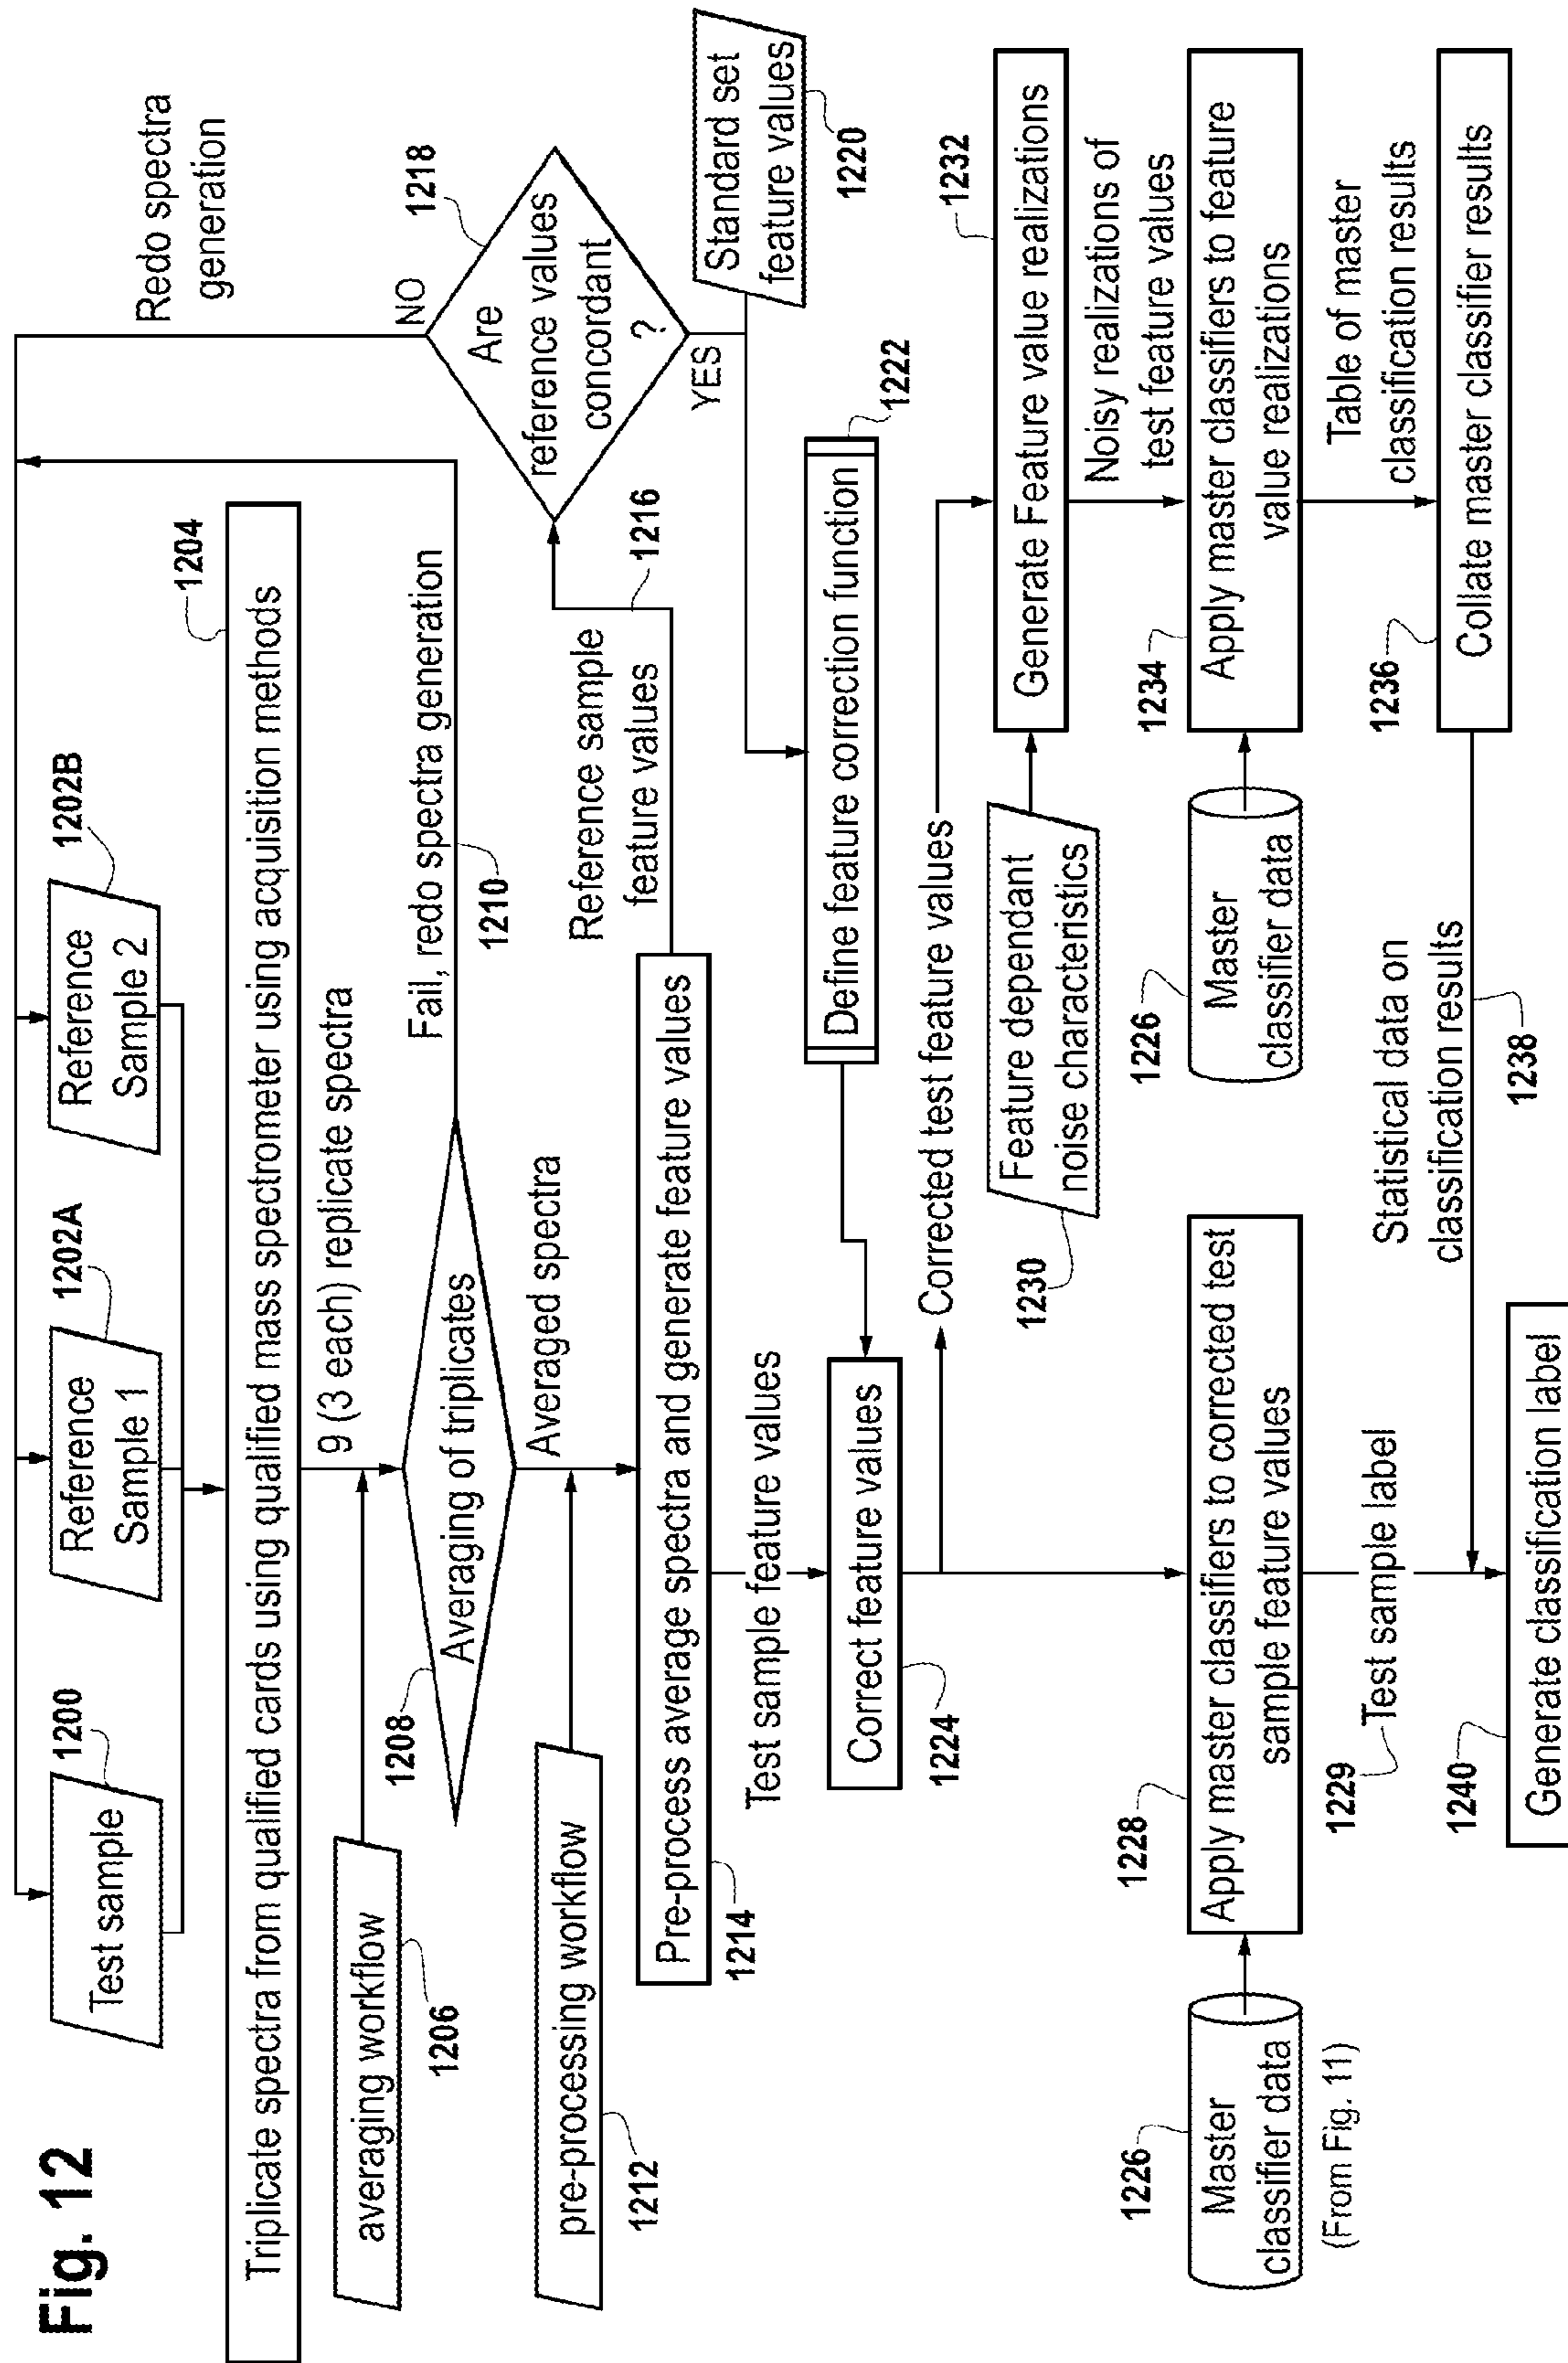 Fig. 12
Test sample
1200
Reference
Sample 1
1202A
Reference
Sample 2
1202B
Redo spectra
generation
1204
Triplicate spectra from qualified cards using qualified mass spectrometer using acquisition methods
averaging workflow
1206
9 (3 each) replicate spectra
1208
Averaging of triplicates
Fail, redo spectra generation
1210
NO
1218
Are
reference values
concordant
?
YES
pre-processing workflow
1212
Averaged spectra
Reference sample
feature values
1216
Pre-process average spectra and generate feature values
1214
Standard set
feature values
1220
Test sample feature values
Define feature correction function
1222
Correct feature values
1224
Corrected test feature values
Feature dependant
noise characteristics
1230
1232
Generate Feature value realizations
Noisy realizations of
test feature values
1226
Master
classifier data
(From Fig. 11)
1228
Apply master classifiers to corrected test
sample feature values
1226
Master
classifier data
1234
Apply master classifiers to feature
value realizations
Table of master
classification results
1229
Test sample label
Statistical data on
classification results
1238
1236
Collate master classifier results
1240
Generate classification label